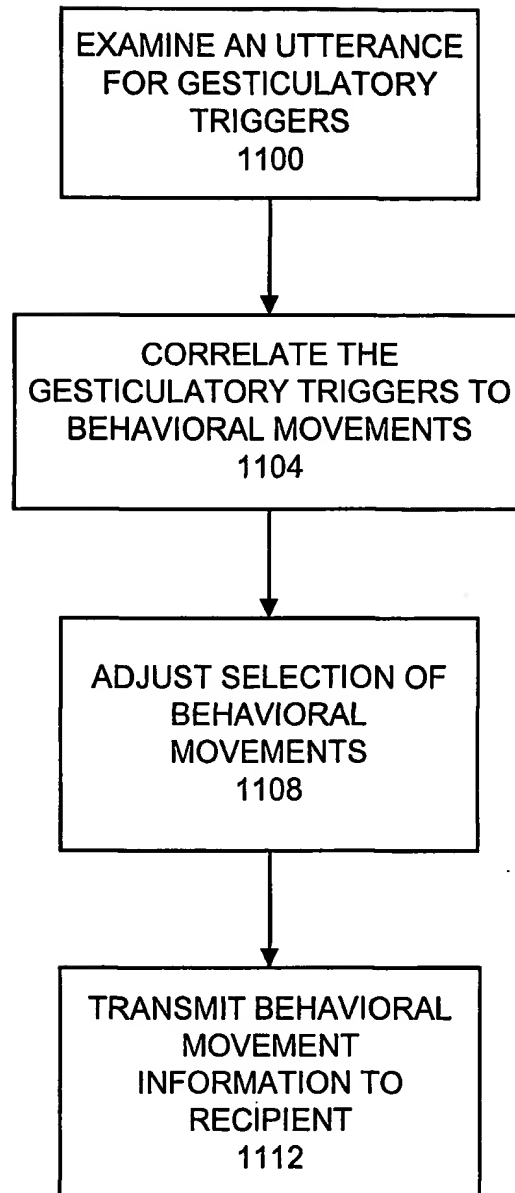 EXAMINE AN UTTERANCE
FOR GESTICULATORY
TRIGGERS
1100
CORRELATE THE
GESTICULATORY TRIGGERS TO
BEHAVIORAL MOVEMENTS
1104
ADJUST SELECTION OF
BEHAVIORAL
MOVEMENTS
1108
TRANSMIT BEHAVIORAL
MOVEMENT
INFORMATION TO
RECIPIENT
1112